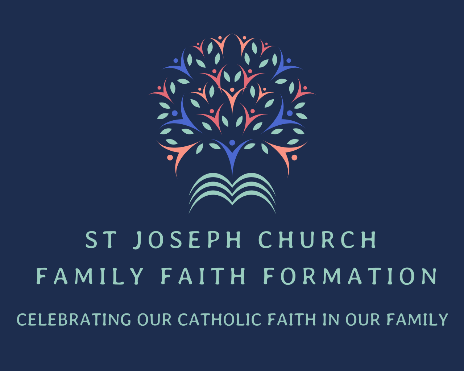 ST JOSEPH CHURCH
FAMILY FAITH FORMATION
CELEBRATING OUR CATHOLIC FAITH IN OUR FAMILY